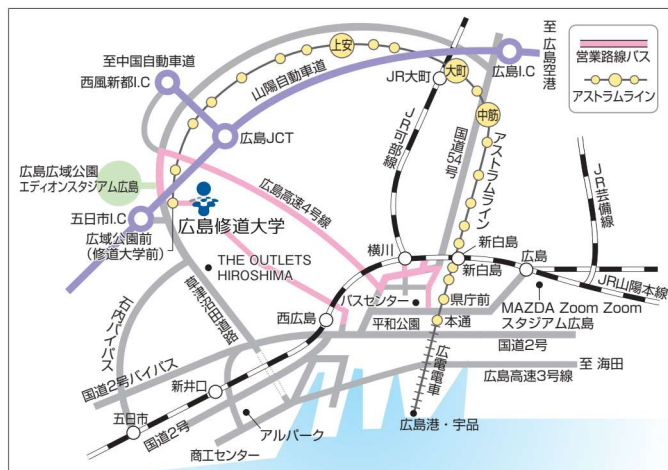 上安
至中国自動車道
西風新都I.C
山陽自動車道
JR大町
大町
広島I.C
至広島空港
営業路線バス
アストラムライン
中筋
広島JCT
国道54号
アストラムライン
JR可部線
JR芸備線
広島広域公園
エディオンスタジアム広島
広島高速4号線
五日市I.C
広島修道大学
広域公園前
(修道大学前)
横川
新白島
新白島
広島
THE OUTLETS
HIROSHIMA
JR山陽本線
バスセンター
県庁前
MAZDA Zoom Zoom
スタジアム広島
石内バイパス
草津沼田道路
西広島
平和公園
本通
国道2号
国道2号バイパス
新井口
広電電車
至 海田
広島高速3号線
五日市
国道2号
アルパーク
広島港・宇品
商工センター